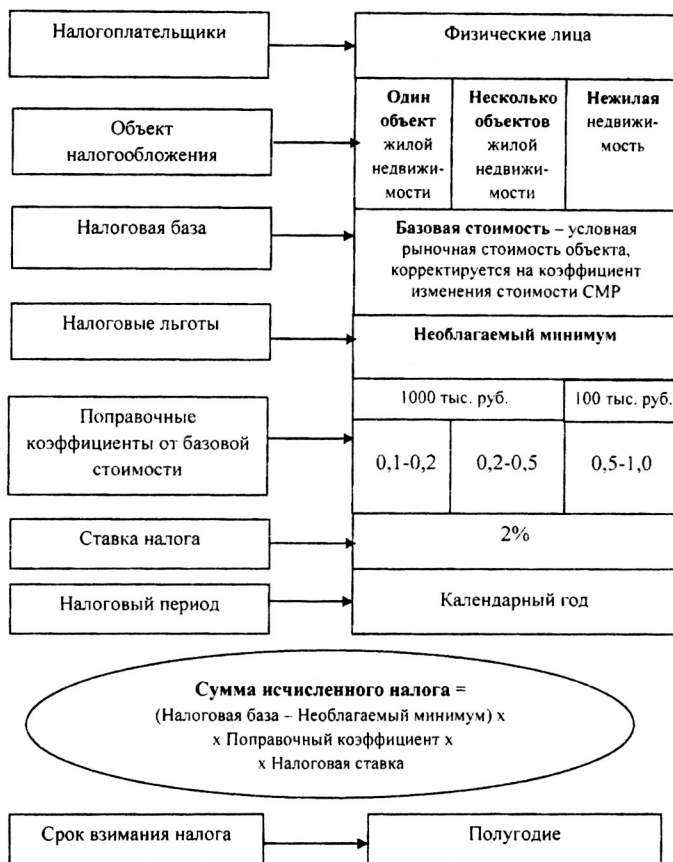 Налогоплательщики
Физические лица
Объект
налогообложения
Один
объект
жилой
недвижи-
мости
Несколько
объектов
жилой
недвижи-
мости
Нежилая
недвижи-
мость
Налоговая база
Базовая стоимость – условная
рыночная стоимость объекта,
корректируется на коэффициент
изменения стоимости СМР
Налоговые льготы
Необлагаемый минимум
1000 тыс. руб.
100 тыс. руб.
Поправочные
коэффициенты от базовой
стоимости
0,1-0,2
0,2-0,5
0,5-1,0
Ставка налога
2%
Налоговый период
Календарный год
Сумма исчисленного налога =
(Налоговая база – Необлагаемый минимум) х
х Поправочный коэффициент х
х Налоговая ставка
Срок взимания налога
Полугодие